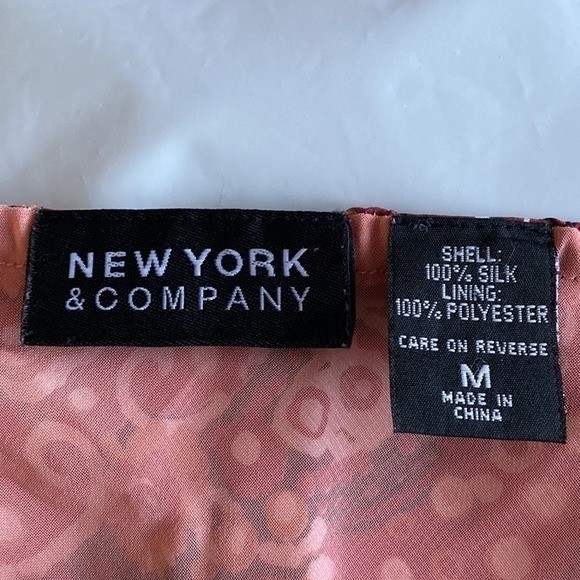 NEW YORK
& COMPANY
SHELL:
100% SILK
LINING:
100% POLYESTER
CARE ON REVERSE
M
MADE IN
CHINA